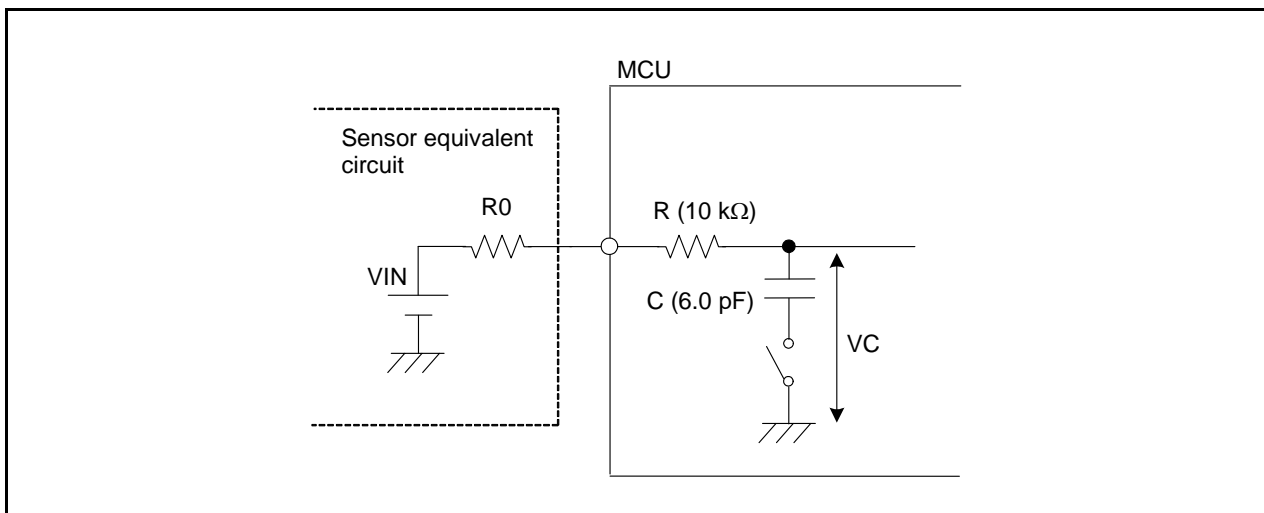 MCU
Sensor equivalent
circuit
R0
R (10 kΩ)
VIN
C (6.0 pF)
VC